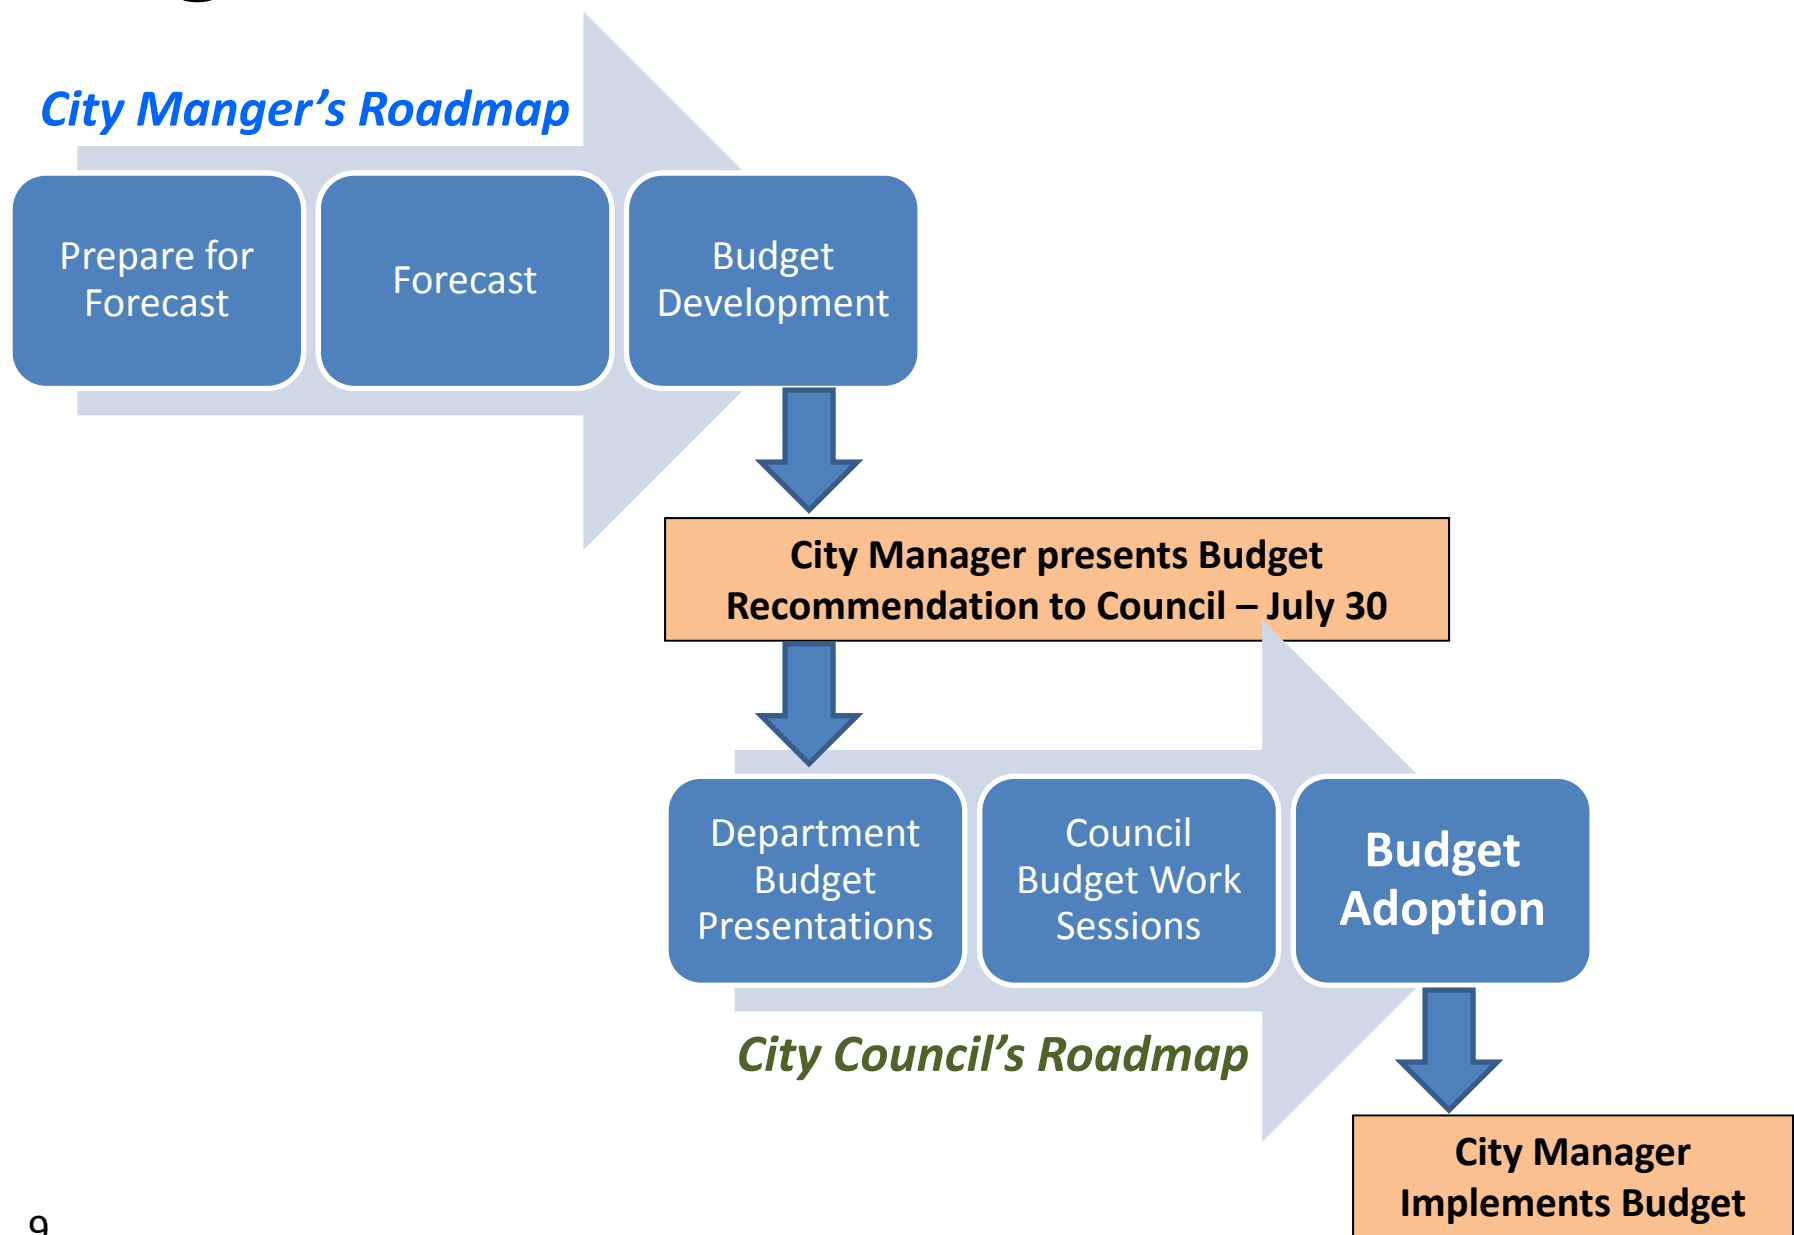 City Manger’s Roadmap
Prepare for
Forecast
Forecast
Budget
Development
City Manager presents Budget
Recommendation to Council – July 30
Department
Budget
Presentations
Council
Budget Work
Sessions
Budget
Adoption
City Council’s Roadmap
City Manager
Implements Budget
9